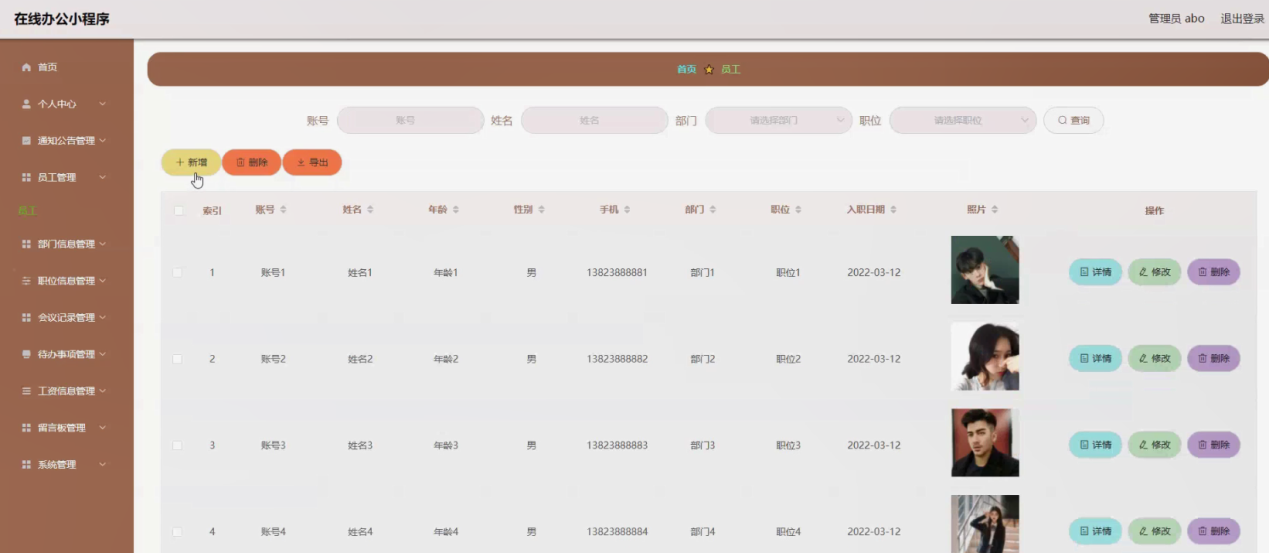 在线办公小程序
管理员 abo 退出登录
首页
个人中心
通知公告管理
员工管理
员工
部门信息管理
职位信息管理
会议记录管理
待办事项管理
工资信息管理
留言板管理
系统管理
首页 员工
账号 账号 姓名 姓名 部门 请选择部门 职位 请选择职位 查询
新增 删除 导出
索引 账号 姓名 年龄 性别 手机 部门 职位 入职日期 照片 操作
1 账号1 姓名1 年龄1 男 13823888881 部门1 职位1 2022-03-12 详情 修改 删除
2 账号2 姓名2 年龄2 男 13823888882 部门2 职位2 2022-03-12 详情 修改 删除
3 账号3 姓名3 年龄3 男 13823888883 部门3 职位3 2022-03-12 详情 修改 删除
4 账号4 姓名4 年龄4 男 13823888884 部门4 职位4 2022-03-12 详情 修改 删除